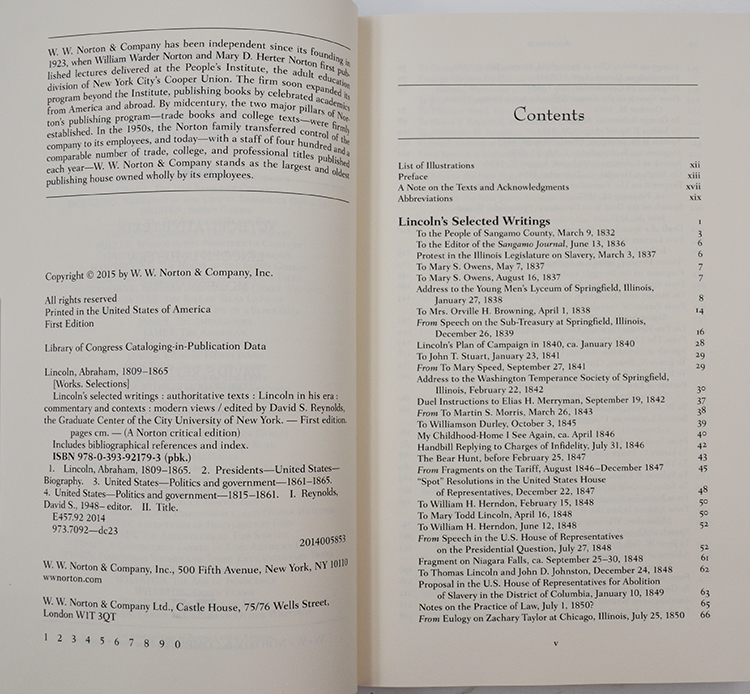 W. W. Norton & Company has been independent since its founding in
1923, when William Warder Norton and Mary D. Herter Norton first pub-
lished lectures delivered at the People's Institute, the adult education
division of New York City's Cooper Union. The firm soon expanded its
program beyond the Institute, publishing books by celebrated academics
from America and abroad. By midcentury, the two major pillars of Nor-
ton's publishing program—trade books and college texts—were firmly
established. In the 1950s, the Norton family transferred control of the
company to its employees, and today—with a staff of four hundred and a
comparable number of trade, college, and professional titles published
each year—W. W. Norton & Company stands as the largest and oldest
publishing house owned wholly by its employees.
Copyright © 2015 by W. W. Norton & Company, Inc.
All rights reserved
Printed in the United States of America
First Edition
Library of Congress Cataloging-in-Publication Data
Lincoln, Abraham, 1809–1865
[Works. Selections]
Lincoln's selected writings : authoritative texts : Lincoln in his era :
commentary and contexts : modern views / edited by David S. Reynolds,
the Graduate Center of the City University of New York. — First edition.
pages cm. — (A Norton critical edition)
Includes bibliographical references and index.
ISBN 978-0-393-92179-3 (pbk.)
1. Lincoln, Abraham, 1809–1865. 2. Presidents—United States—
Biography. 3. United States—Politics and government—1861–1865.
4. United States—Politics and government—1815–1861. I. Reynolds,
David S., 1948– editor. II. Title.
E457.92 2014
973.7092—dc23
2014005853
W. W. Norton & Company, Inc., 500 Fifth Avenue, New York, NY 10110
wwnorton.com
W. W. Norton & Company Ltd., Castle House, 75/76 Wells Street,
London W1T 3QT
1 2 3 4 5 6 7 8 9 0
Contents
List of Illustrations xii
Preface xiii
A Note on the Texts and Acknowledgments xvii
Abbreviations xix
Lincoln's Selected Writings 1
To the People of Sangamo County, March 9, 1832 3
To the Editor of the Sangamo Journal, June 13, 1836 6
Protest in the Illinois Legislature on Slavery, March 3, 1837 6
To Mary S. Owens, May 7, 1837 7
To Mary S. Owens, August 16, 1837 7
Address to the Young Men's Lyceum of Springfield, Illinois,
January 27, 1838 8
To Mrs. Orville H. Browning, April 1, 1838 14
From Speech on the Sub-Treasury at Springfield, Illinois,
December 26, 1839 16
Lincoln's Plan of Campaign in 1840, ca. January 1840 28
To John T. Stuart, January 23, 1841 29
From To Mary Speed, September 27, 1841 29
Address to the Washington Temperance Society of Springfield,
Illinois, February 22, 1842 30
Duel Instructions to Elias H. Merryman, September 19, 1842 37
From To Martin S. Morris, March 26, 1843 38
To Williamson Durley, October 3, 1845 39
My Childhood-Home I See Again, ca. April 1846 40
Handbill Replying to Charges of Infidelity, July 31, 1846 42
The Bear Hunt, before February 25, 1847 43
From Fragments on the Tariff, August 1846–December 1847 45
"Spot" Resolutions in the United States House
of Representatives, December 22, 1847 48
To William H. Herndon, February 15, 1848 50
To Mary Todd Lincoln, April 16, 1848 50
To William H. Herndon, June 12, 1848 52
From Speech in the U.S. House of Representatives
on the Presidential Question, July 27, 1848 52
Fragment on Niagara Falls, ca. September 25–30, 1848 61
To Thomas Lincoln and John D. Johnston, December 24, 1848 62
Proposal in the U.S. House of Representatives for Abolition
of Slavery in the District of Columbia, January 10, 1849 63
Notes on the Practice of Law, July 1, 1850? 65
From Eulogy on Zachary Taylor at Chicago, Illinois, July 25, 1850 66
v